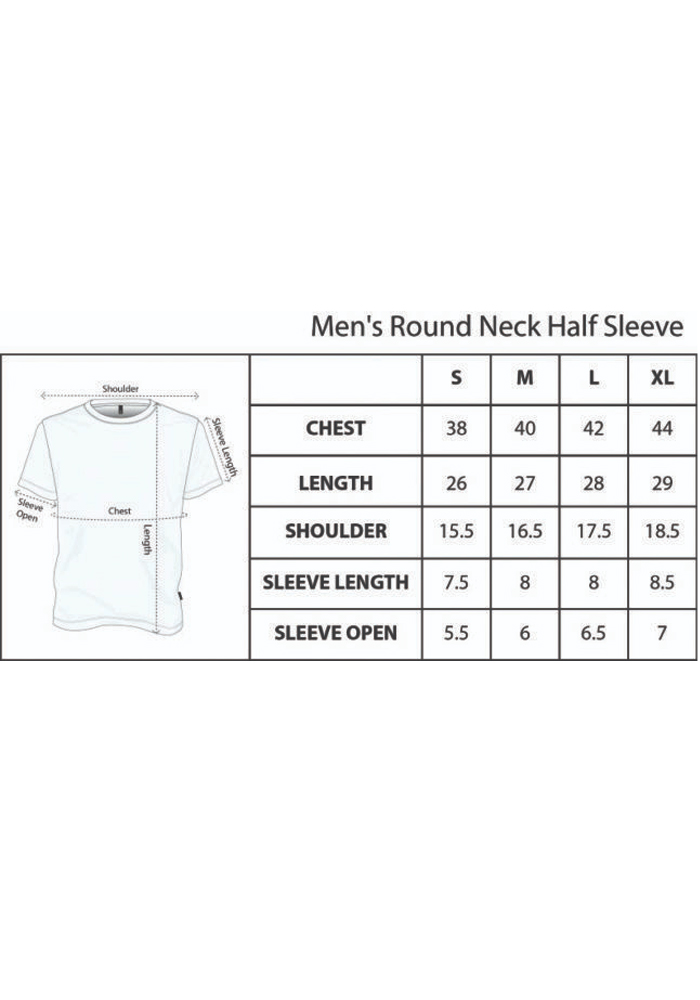 Men's Round Neck Half Sleeve
Shoulder
Sleeve Length
Sleeve
Open
Chest
Length
S M L XL
CHEST 38 40 42 44
LENGTH 26 27 28 29
SHOULDER 15.5 16.5 17.5 18.5
SLEEVE LENGTH 7.5 8 8 8.5
SLEEVE OPEN 5.5 6 6.5 7